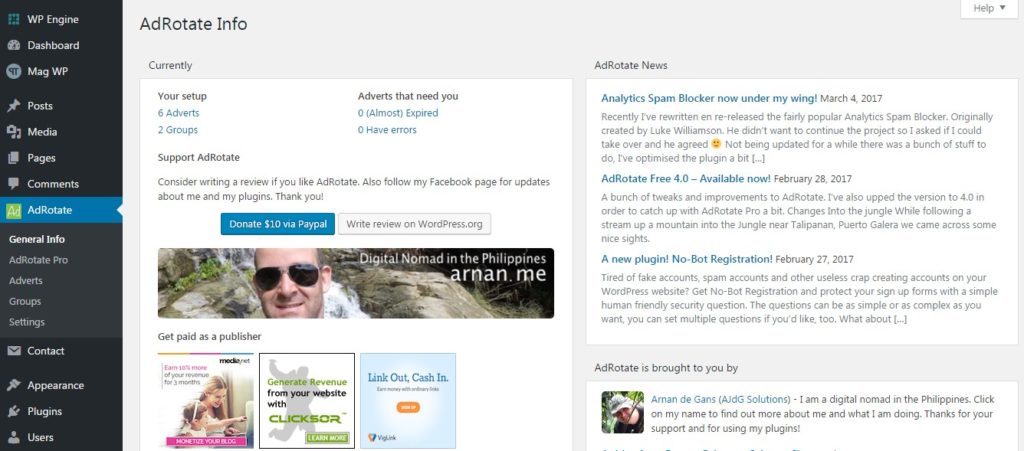 WP Engine
Dashboard
Mag WP
Posts
Media
Pages
Comments
AdRotate
General Info
AdRotate Pro
Adverts
Groups
Settings
Contact
Appearance
Plugins
Users
Help
AdRotate Info
Currently
Your setup
6 Adverts
2 Groups
Adverts that need you
0 (Almost) Expired
0 Have errors
Support AdRotate
Consider writing a review if you like AdRotate. Also follow my Facebook page for updates
about me and my plugins. Thank you!
Donate $10 via Paypal
Write review on WordPress.org
Digital Nomad in the Philippines
arnan.me
Get paid as a publisher
media.net
Earn 10% more
of your revenue
for 3 months
MONETIZE YOUR BLOG
Generate Revenue
from your website
with
CLICKSOR
LEARN MORE
Link Out, Cash In.
Earn money with ordinary links
SIGN UP
VigLink
AdRotate News
Analytics Spam Blocker now under my wing! March 4, 2017
Recently I've rewritten en re-released the fairly popular Analytics Spam Blocker. Originally
created by Luke Williamson. He didn't want to continue the project so I asked if I could
take over and he agreed 🙂 Not being updated for a while there was a bunch of stuff to
do, I've optimised the plugin a bit [...]
AdRotate Free 4.0 – Available now! February 28, 2017
A bunch of tweaks and improvements to AdRotate. I've also upped the version to 4.0 in
order to catch up with AdRotate Pro a bit. Changes Into the jungle While following a
stream up a mountain into the Jungle near Talipanan, Puerto Galera we came across some
nice sights.
A new plugin! No-Bot Registration! February 27, 2017
Tired of fake accounts, spam accounts and other useless crap creating accounts on your
WordPress website? Get No-Bot Registration and protect your sign up forms with a simple
human friendly security question. The questions can be as simple or as complex as you
want, you can set multiple questions if you'd like, too. What about [...]
AdRotate is brought to you by
Arnan de Gans (AJdG Solutions) - I am a digital nomad in the Philippines. Click
on my name to find out more about me and what I am doing. Thanks for your
support and for using my plugins!